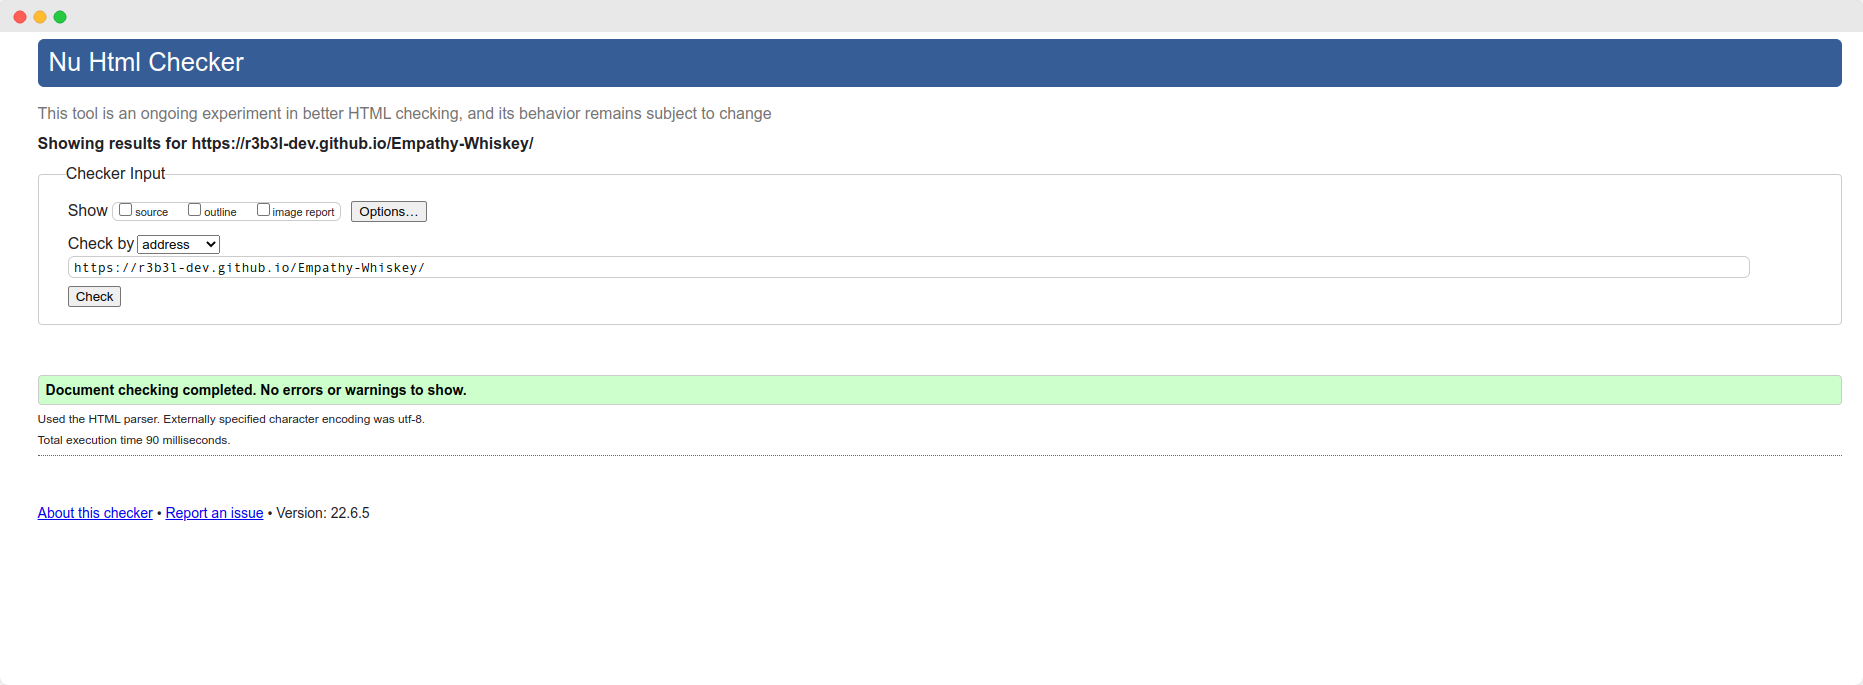 Nu Html Checker
This tool is an ongoing experiment in better HTML checking, and its behavior remains subject to change
Showing results for https://r3b3l-dev.github.io/Empathy-Whiskey/
Checker Input
Show source outline image report Options...
Check by address
https://r3b3l-dev.github.io/Empathy-Whiskey/
Check
Document checking completed. No errors or warnings to show.
Used the HTML parser. Externally specified character encoding was utf-8.
Total execution time 90 milliseconds.
About this checker • Report an issue • Version: 22.6.5